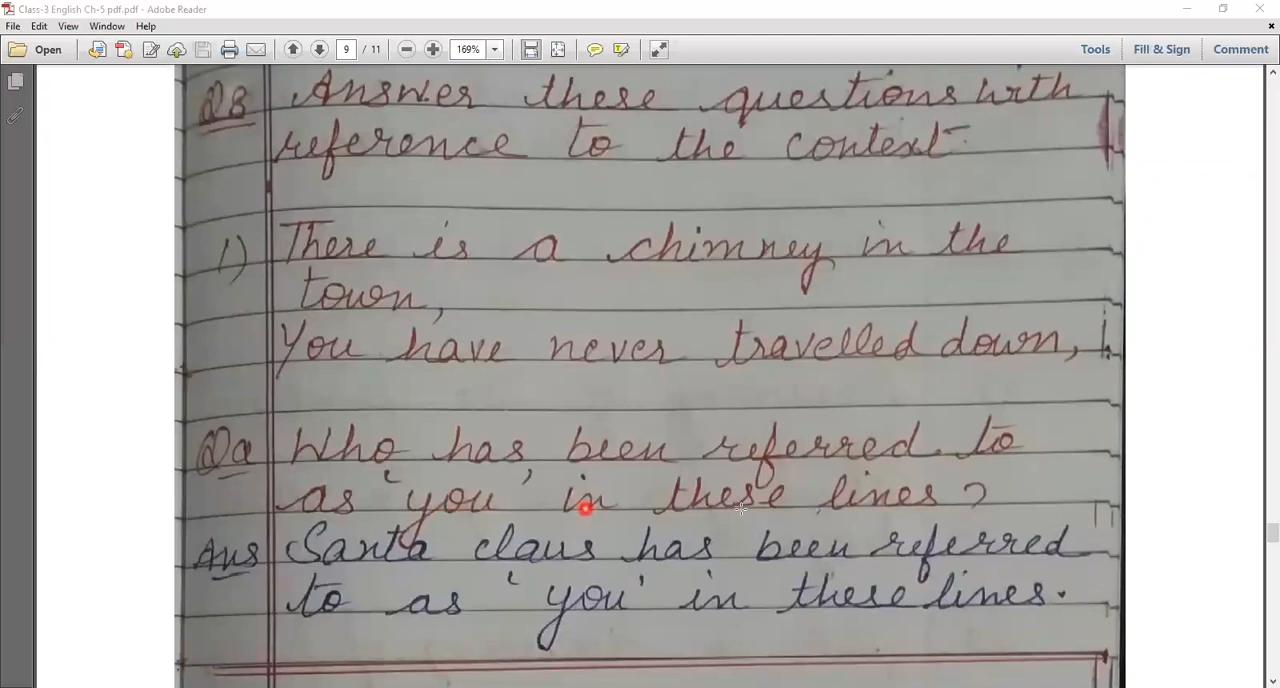 Class-3 English Ch-5 pdf.pdf - Adobe Reader
File Edit View Window Help
Open 9 / 11 169% Tools Fill & Sign Comment
Q3 Answer these questions with
reference to the context-
1) There is a chimney in the
town,
You have never travelled down,
Qa Who has been referred to
as 'you' in these lines?
Ans Santa claus has been referred
to as 'you' in these lines.